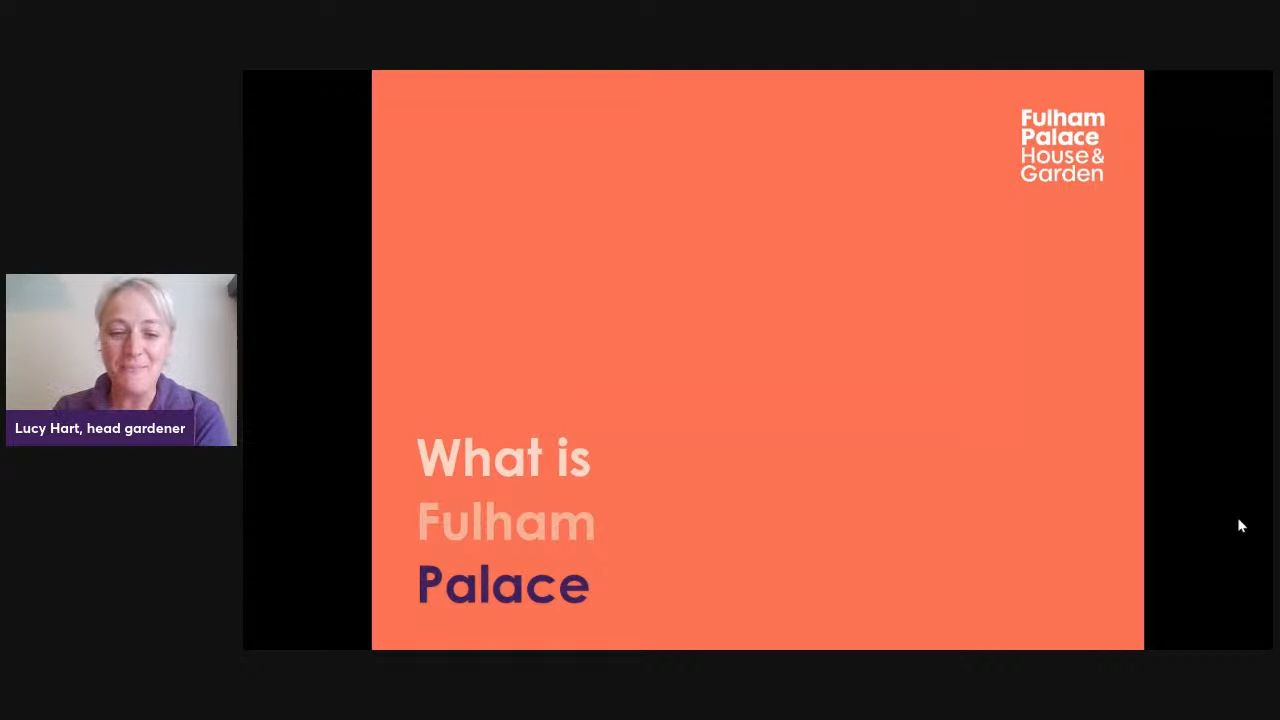 Fulham
Palace
House &
Garden
Lucy Hart, head gardener
What is
Fulham
Palace